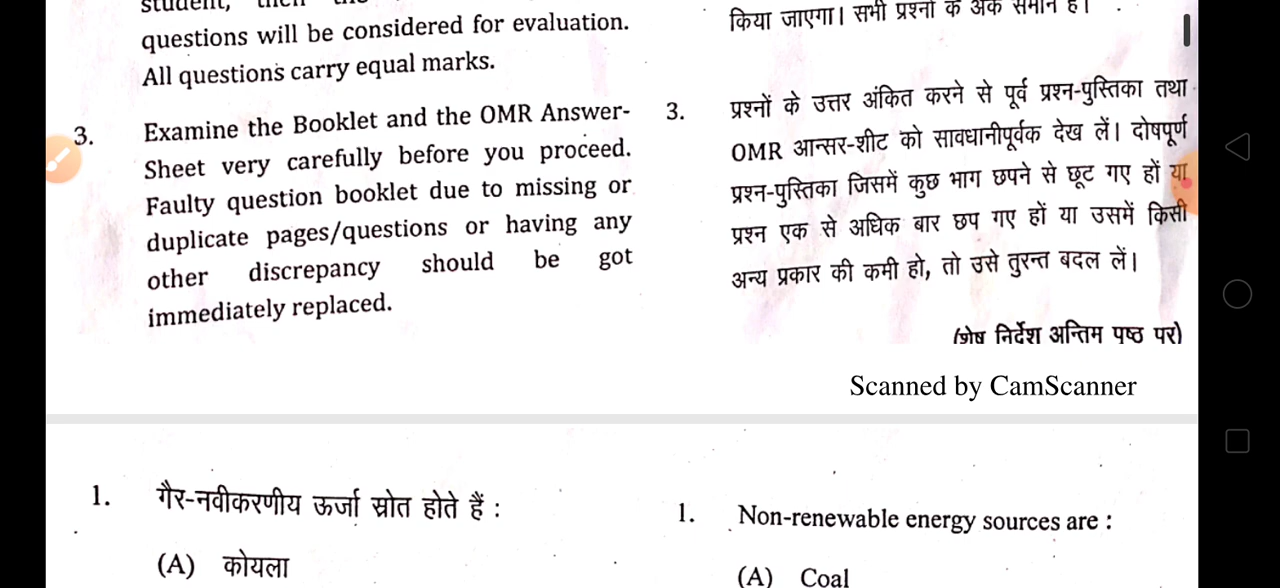 questions will be considered for evaluation.
All questions carry equal marks.
3. Examine the Booklet and the OMR Answer-
Sheet very carefully before you proceed.
Faulty question booklet due to missing or
duplicate pages/questions or having any
other discrepancy should be got
immediately replaced.
किया जाएगा। सभी प्रश्नों के अंक समान हैं।
3. प्रश्नों के उत्तर अंकित करने से पूर्व प्रश्न-पुस्तिका तथा
OMR आन्सर-शीट को सावधानीपूर्वक देख लें। दोषपूर्ण
प्रश्न-पुस्तिका जिसमें कुछ भाग छपने से छूट गए हों या
प्रश्न एक से अधिक बार छप गए हों या उसमें किसी
अन्य प्रकार की कमी हो, तो उसे तुरन्त बदल लें।
(शेष निर्देश अन्तिम पृष्ठ पर)
Scanned by CamScanner
1. गैर-नवीकरणीय ऊर्जा स्रोत होते हैं :
(A) कोयला
1. Non-renewable energy sources are :
(A) Coal